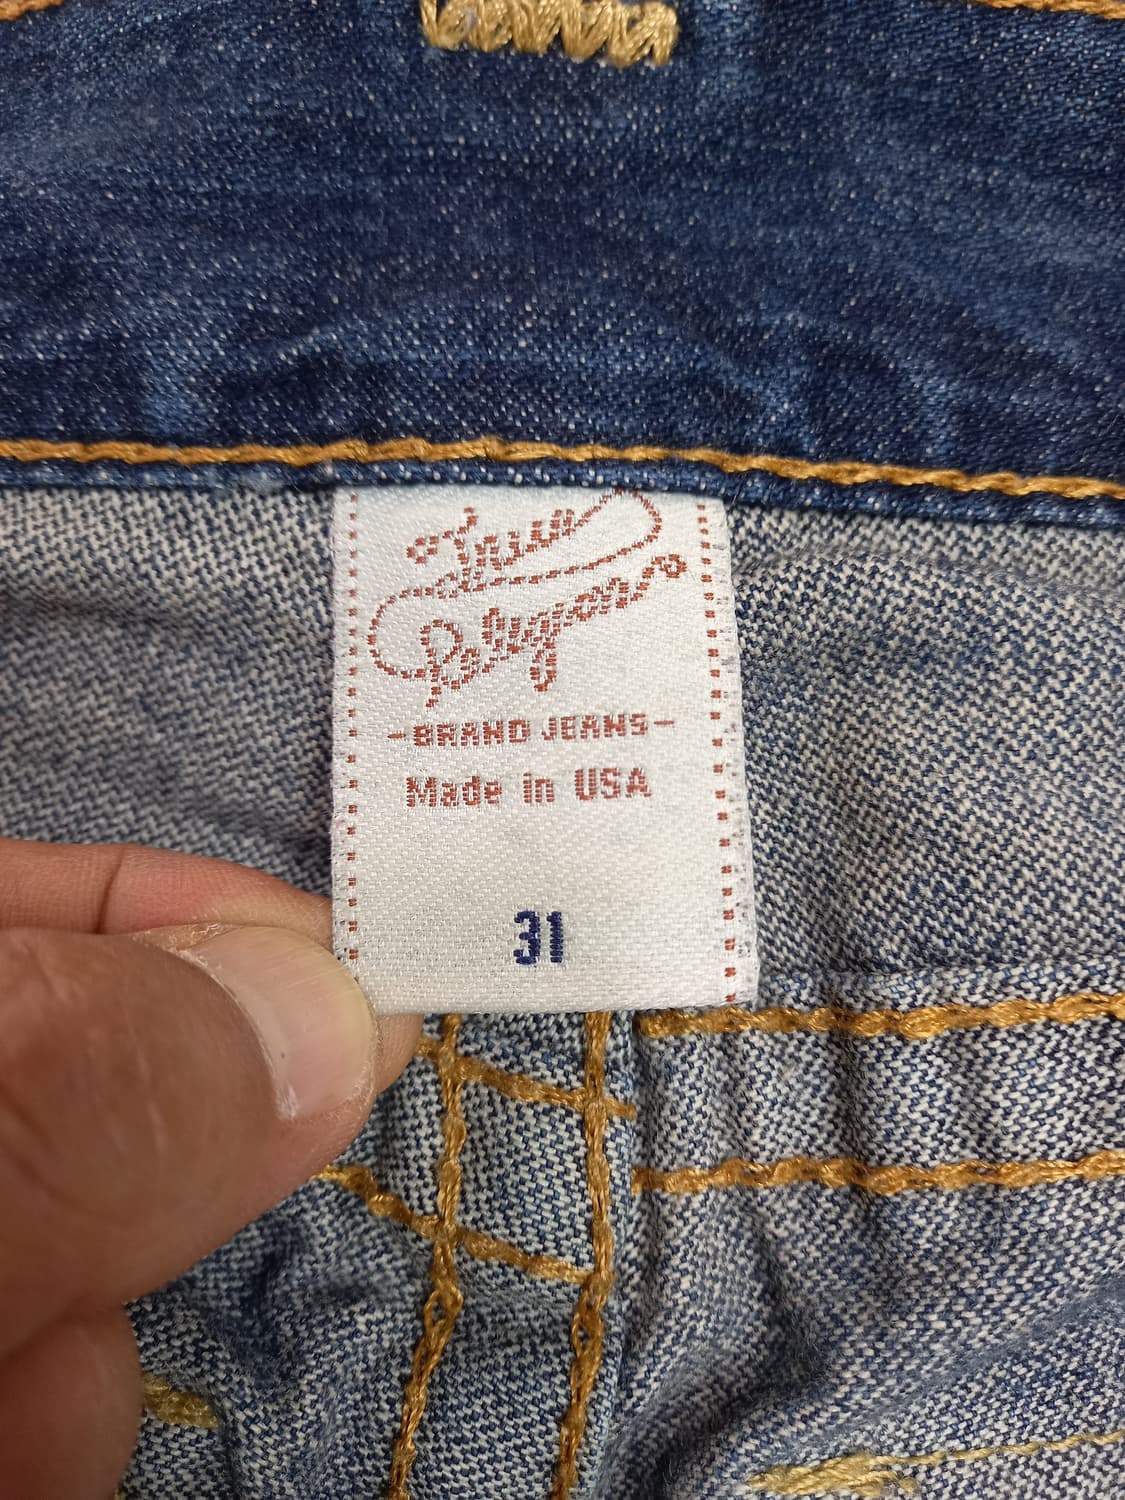 True
Religion
-BRAND JEANS-
Made in USA
31